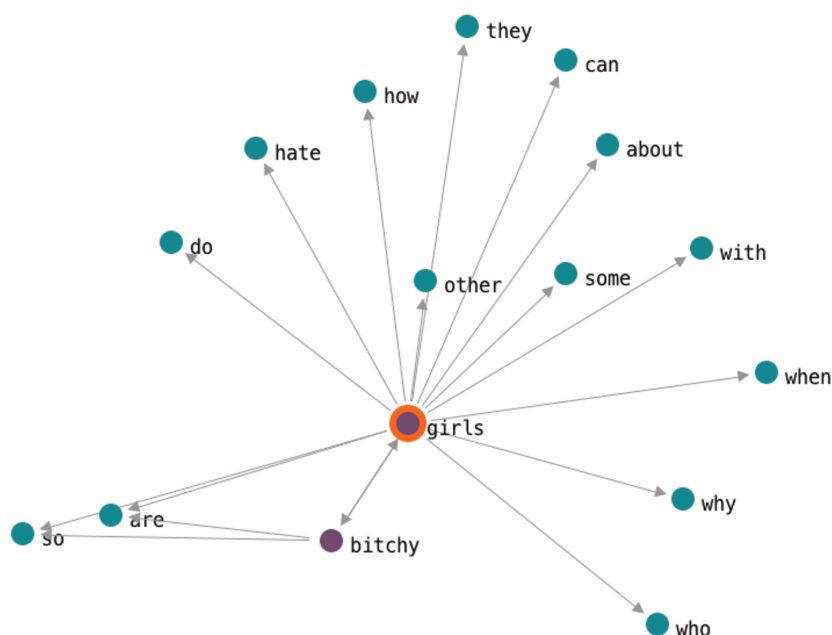 they
can
how
about
hate
do
with
other
some
when
girls
why
are
so
bitchy
who